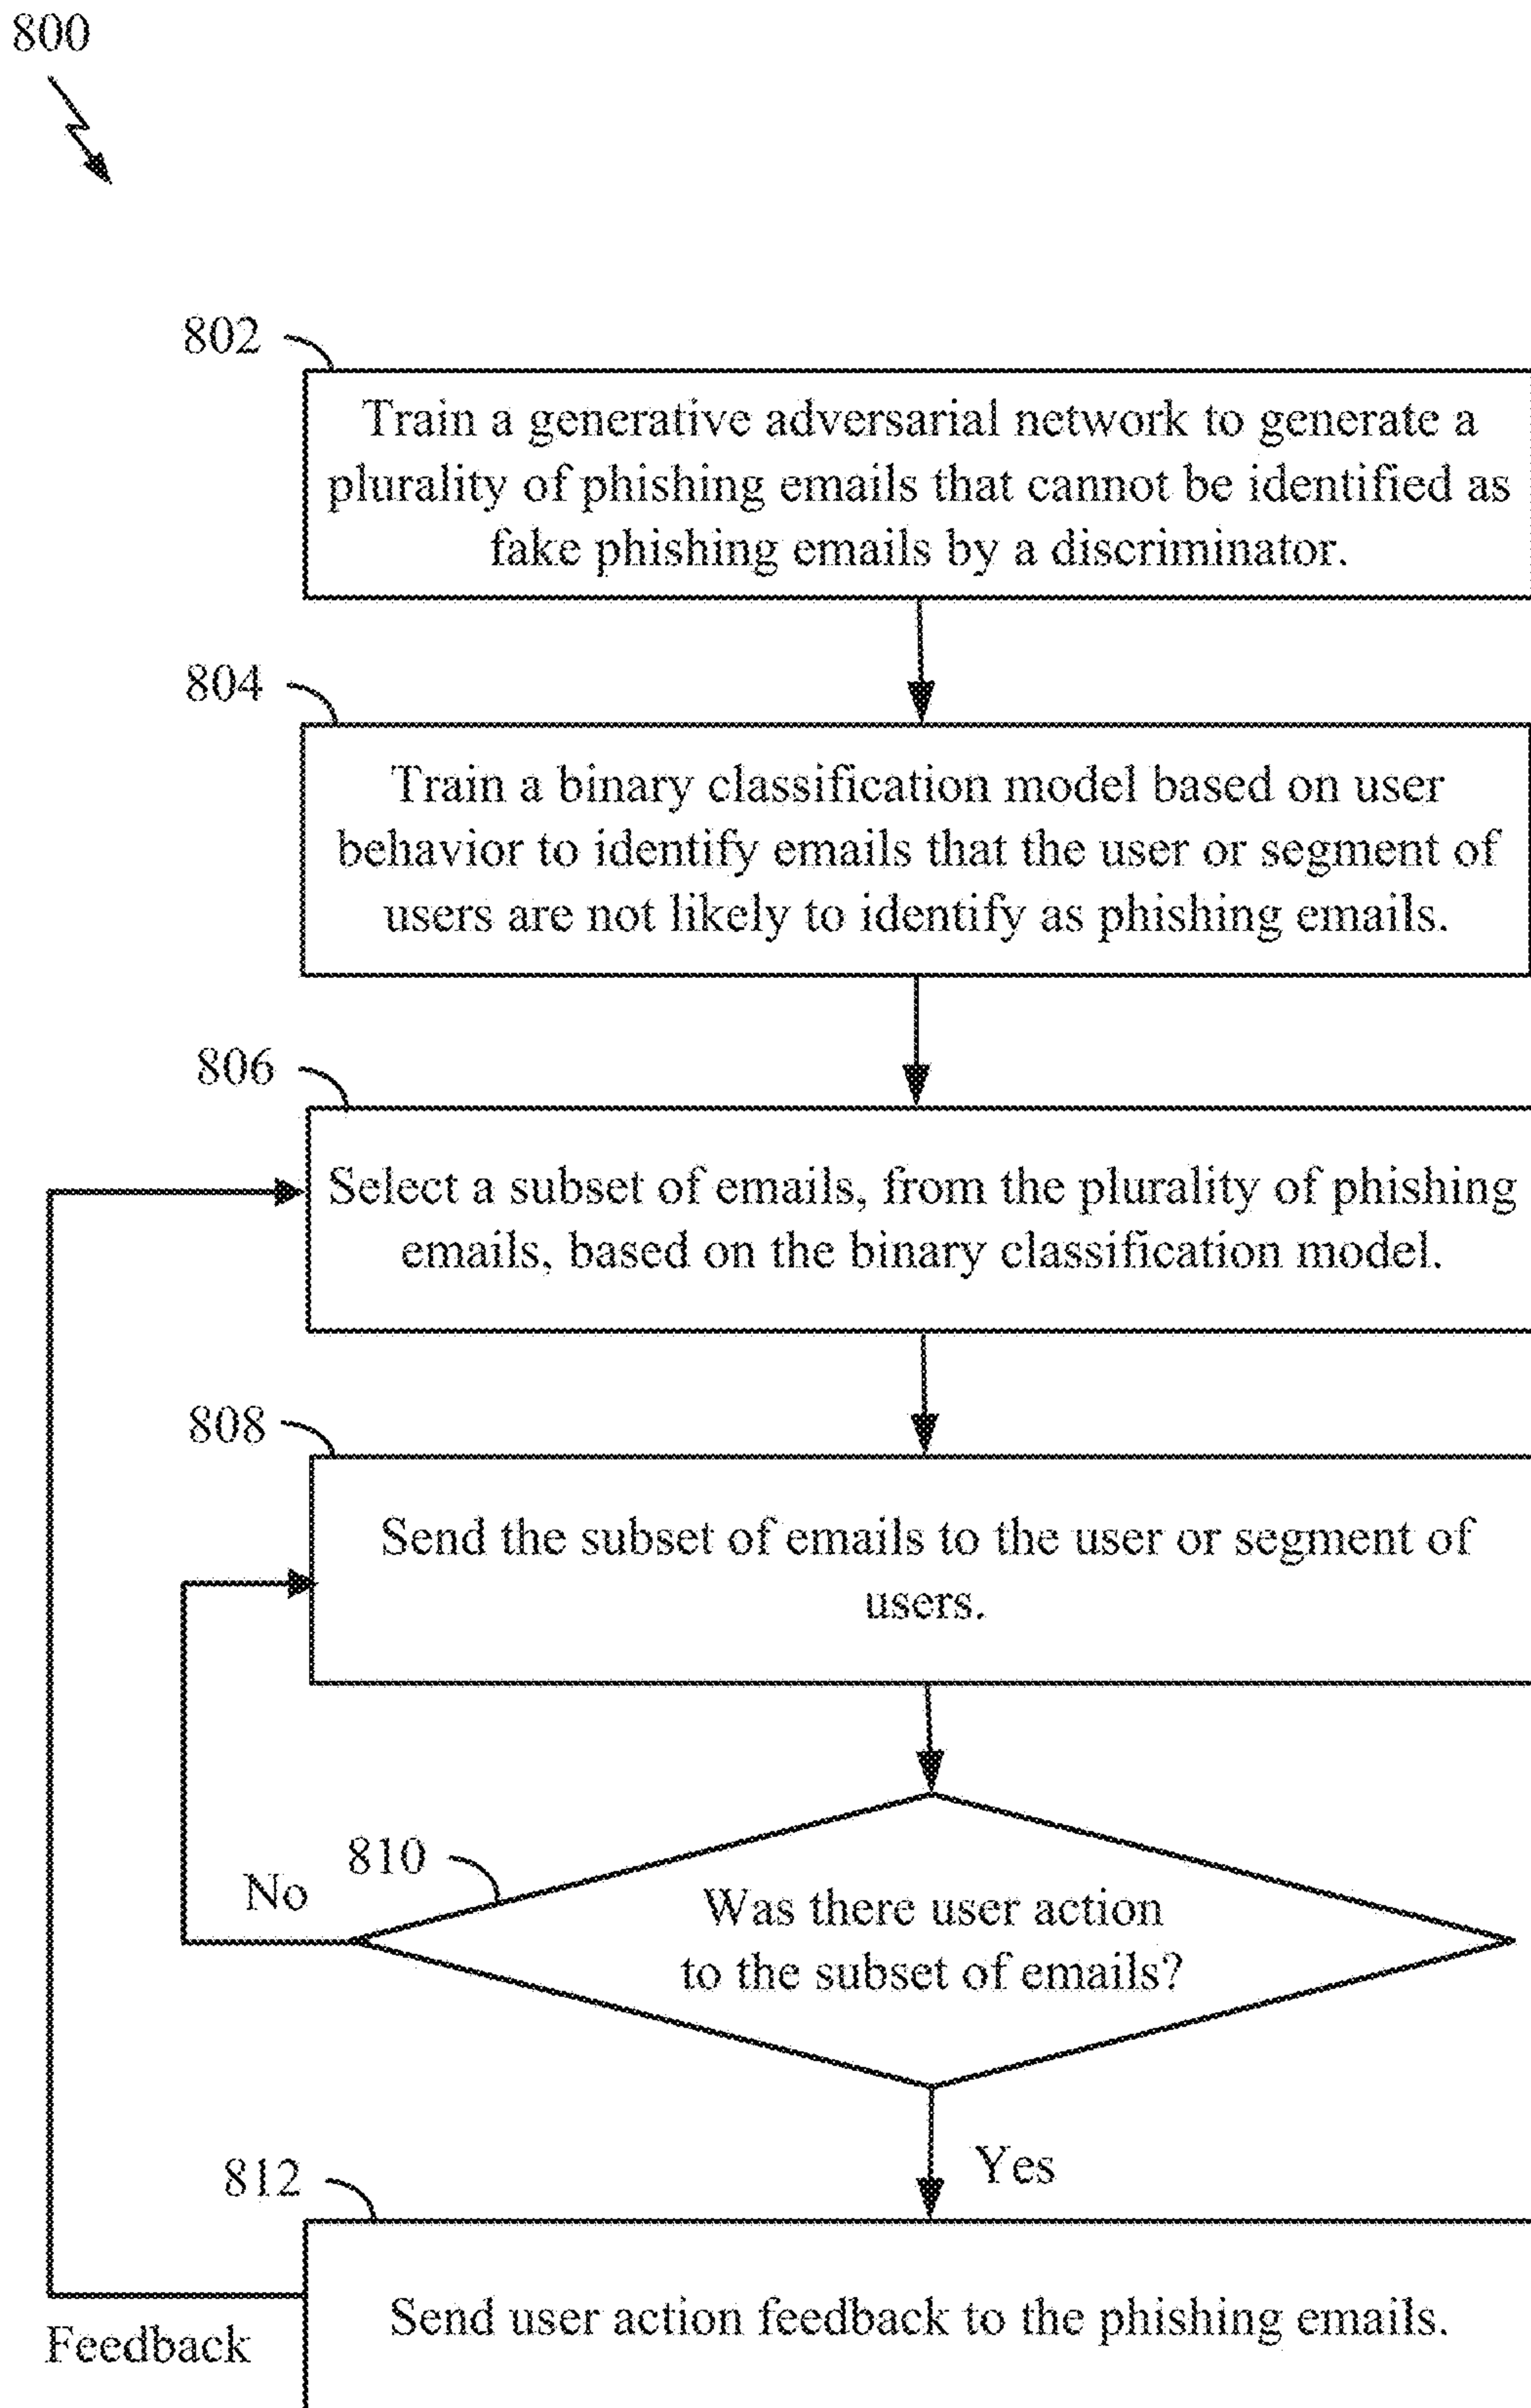 800
802
Train a generative adversarial network to generate a
plurality of phishing emails that cannot be identified as
fake phishing emails by a discriminator.
804
Train a binary classification model based on user
behavior to identify emails that the user or segment of
users are not likely to identify as phishing emails.
806
Select a subset of emails, from the plurality of phishing
emails, based on the binary classification model.
808
Send the subset of emails to the user or segment of
users.
810
No
Was there user action
to the subset of emails?
Yes
812
Send user action feedback to the phishing emails.
Feedback